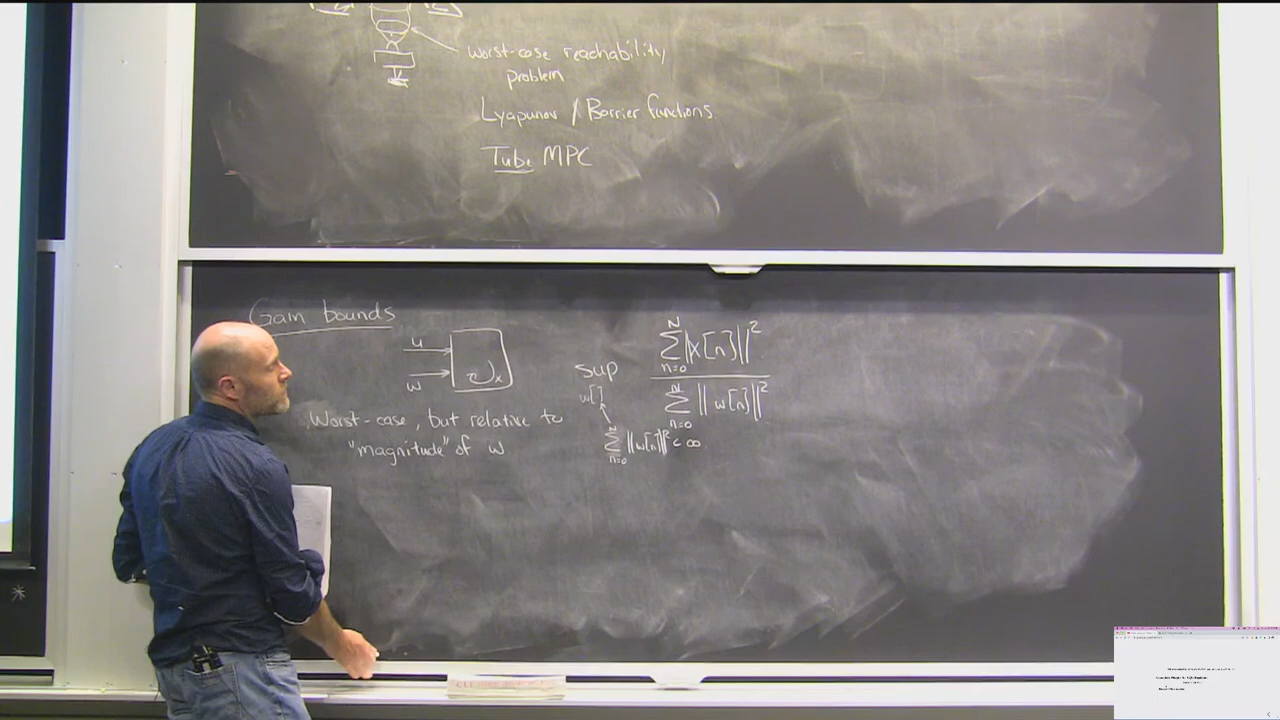 worst-case reachability
problem
Lyapunov / Barrier functions.
Tube MPC
Gain bounds
u
w
x
Worst-case, but relative to
"magnitude" of w
sup
w[ ]
N
∑ ||x[n]||²
n=0
N
∑ || w[n]||²
n=0
N
∑ ||w[n]||² < ∞
n=0